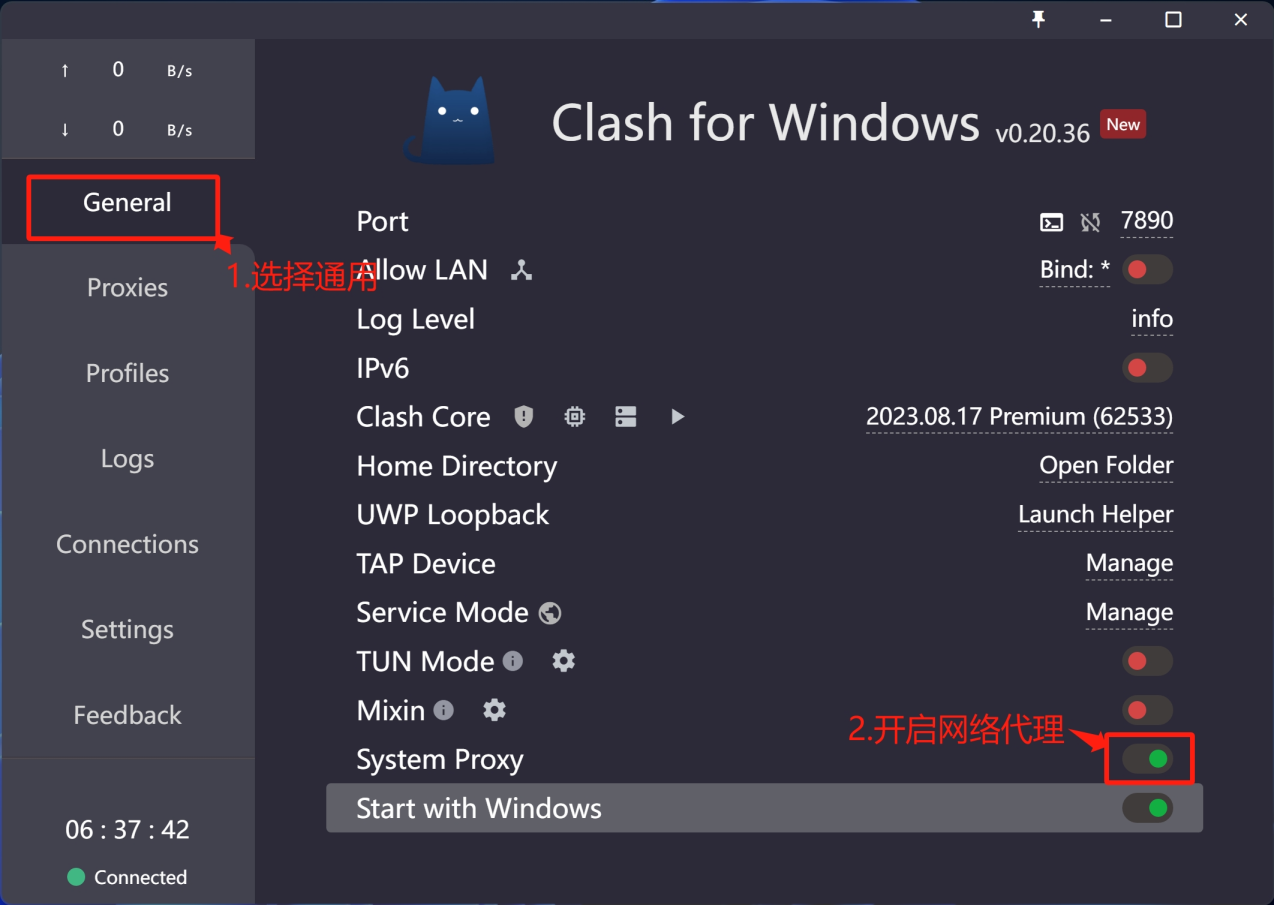 ↑ 0 B/s
↓ 0 B/s
General
1.选择通用
Proxies
Profiles
Logs
Connections
Settings
Feedback
06 : 37 : 42
Connected
Clash for Windows v0.20.36 New
Port 7890
Allow LAN Bind: *
Log Level info
IPv6
Clash Core 2023.08.17 Premium (62533)
Home Directory Open Folder
UWP Loopback Launch Helper
TAP Device Manage
Service Mode Manage
TUN Mode
Mixin
2.开启网络代理
System Proxy
Start with Windows